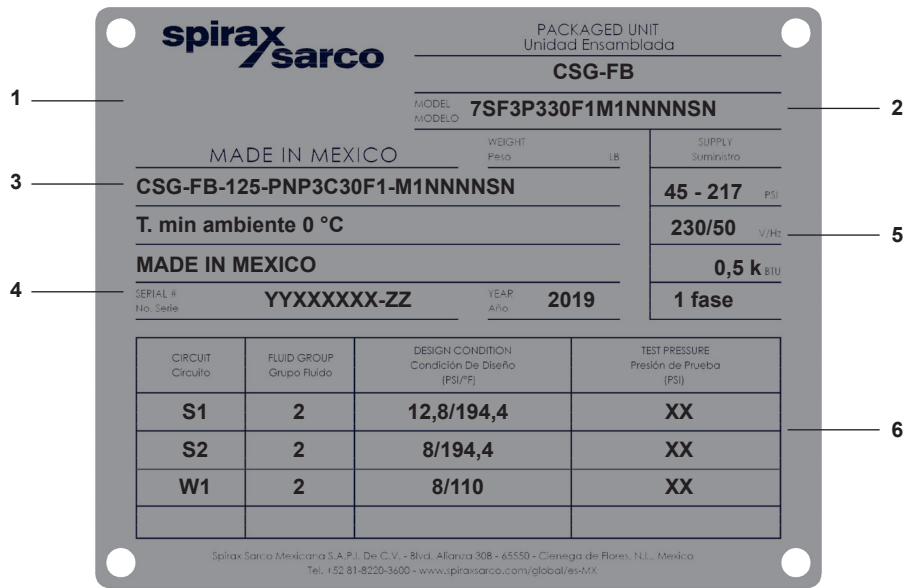 spirax
sarco
PACKAGED UNIT
Unidad Ensamblada
CSG-FB
1
MODEL
MODELO
7SF3P330F1M1NNNNSN
2
MADE IN MEXICO
WEIGHT
Peso
LB
SUPPLY
Suministro
3
CSG-FB-125-PNP3C30F1-M1NNNNSN
45 - 217 PSI
T. min ambiente 0 °C
230/50 V/Hz
5
MADE IN MEXICO
0,5 k BTU
4
SERIAL #
No. Serie
YYXXXXXX-ZZ
YEAR
Año
2019
1 fase
CIRCUIT
Circuito
FLUID GROUP
Grupo Fluido
DESIGN CONDITION
Condición De Diseño
(PSI/°F)
TEST PRESSURE
Presión de Prueba
(PSI)
S1 2 12,8/194,4 XX
6
S2 2 8/194,4 XX
W1 2 8/110 XX
Spirax Sarco Mexicana S.A.P.I. De C.V. - Blvd. Alianza 30B - 65550 - Cienega de Flores, N.L., Mexico
Tel. +52 81-8220-3600 - www.spiraxsarco.com/global/es-MX